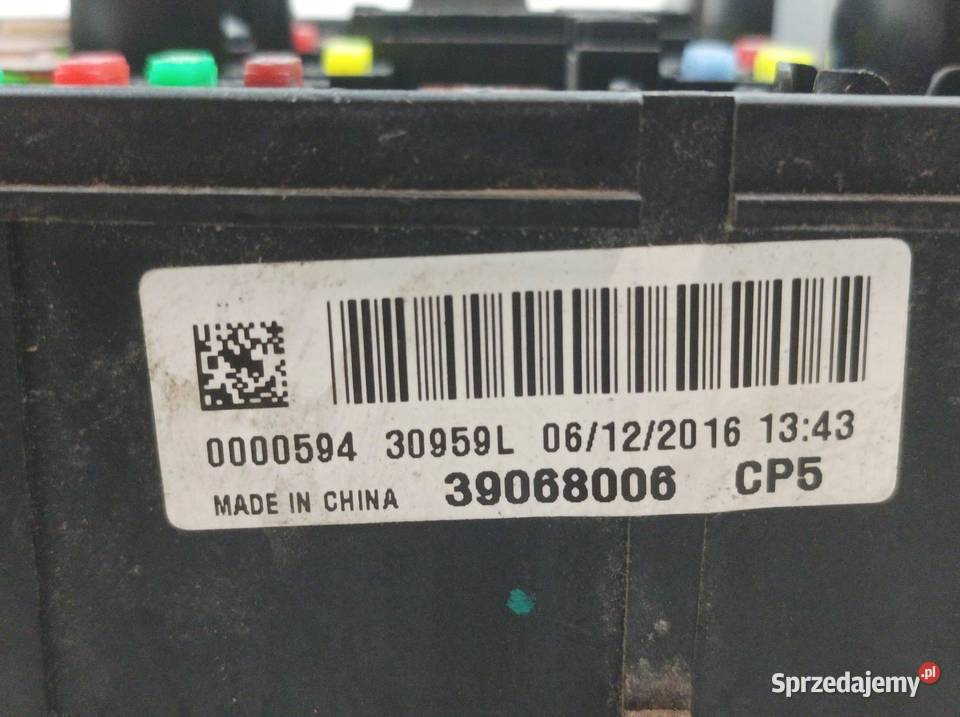 0000594 30959L 06/12/2016 13:43
MADE IN CHINA 39068006 CP5
Sprzedajemy.pl